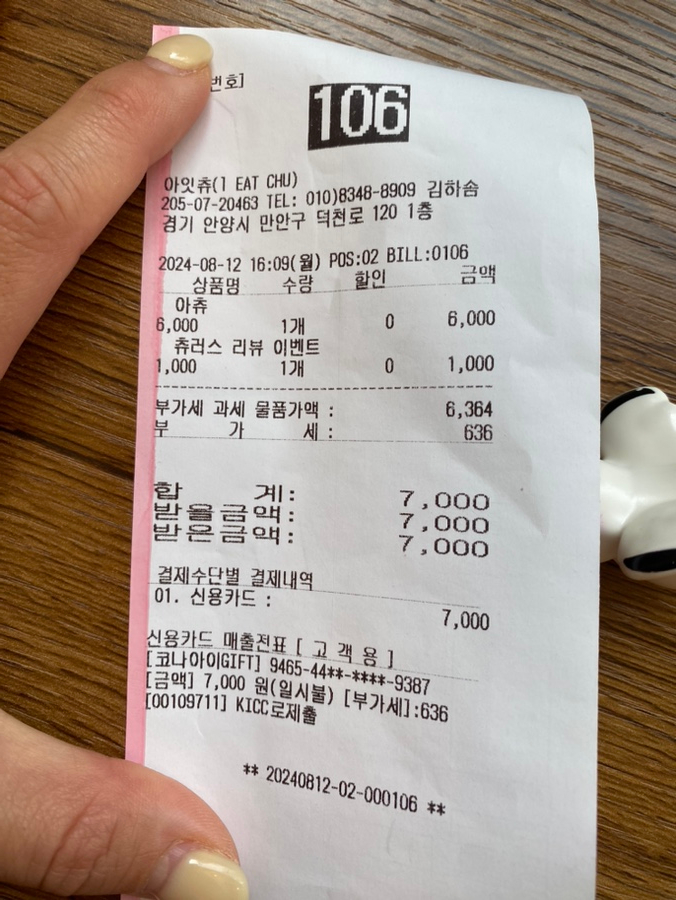 번호]
106
아잇츄(I EAT CHU)
205-07-20463 TEL: 010)8348-8909 김하솜
경기 안양시 만안구 덕천로 120 1층
2024-08-12 16:09(월) POS:02 BILL:0106
상품명 수량 할인 금액
아츄
6,000 1개 0 6,000
츄러스 리뷰 이벤트
1,000 1개 0 1,000
부가세 과세 물품가액 : 6,364
부 가 세 : 636
합 계: 7,000
받을금액: 7,000
받은금액: 7,000
결제수단별 결제내역
01. 신용카드 : 7,000
신용카드 매출전표 [ 고 객 용 ]
[코나아이GIFT] 9465-44**-****-9387
[금액] 7,000 원(일시불) [부가세]:636
[00109711] KICC로제출
** 20240812-02-000106 **